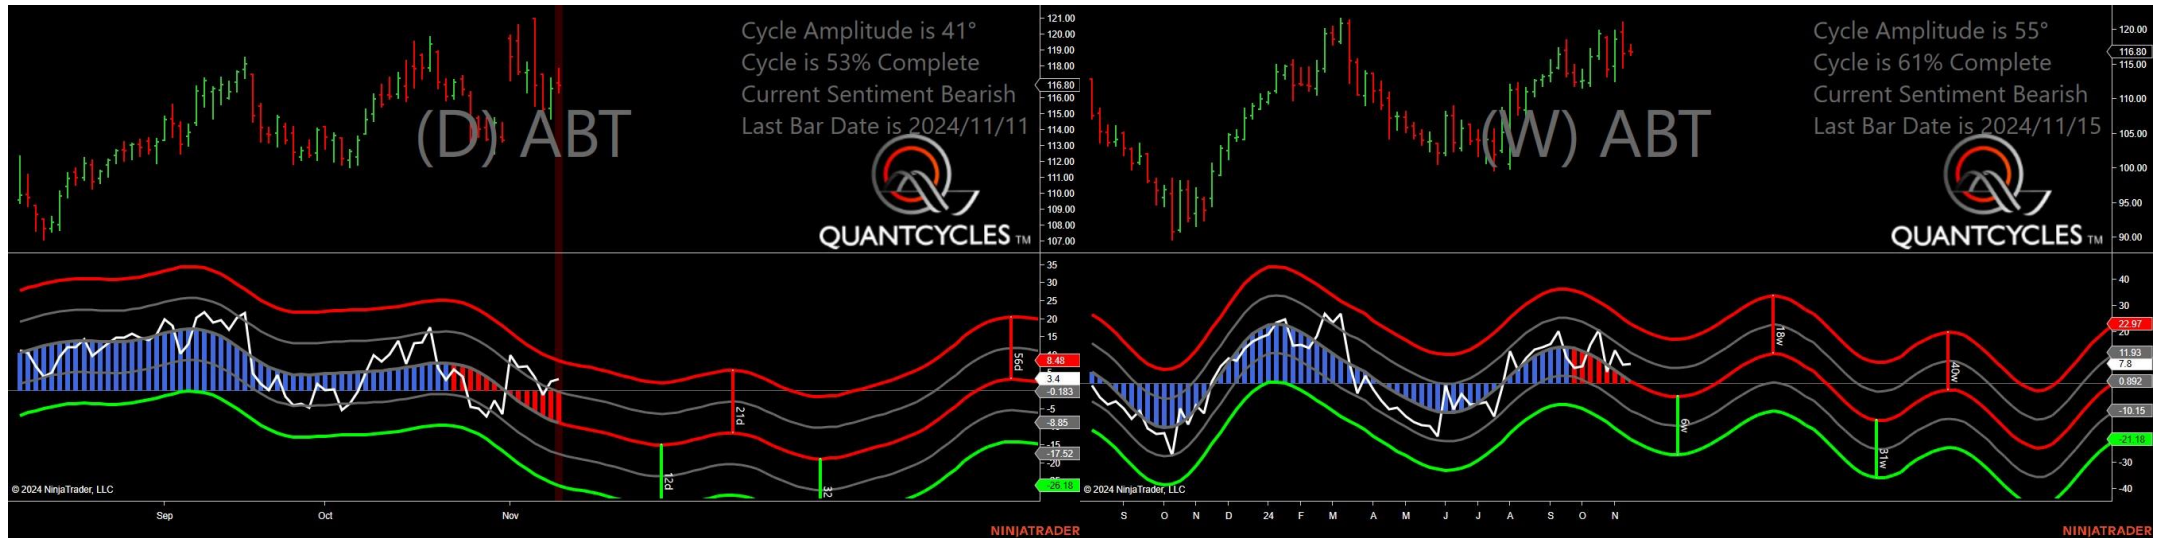 Cycle Amplitude is 41°
Cycle is 53% Complete
Current Sentiment Bearish
Last Bar Date is 2024/11/11
(D) ABT
QUANTCYCLES TM
121.00
120.00
119.00
118.00
116.80
116.00
115.00
114.00
113.00
112.00
111.00
110.00
109.00
108.00
107.00
35
30
25
20
15
8.48
3.4
-0.183
-5
-8.85
-15
-17.52
-20
-26.18
56d
21d
12d
32
© 2024 NinjaTrader, LLC
Sep
Oct
Nov
NINJATRADER
Cycle Amplitude is 55°
Cycle is 61% Complete
Current Sentiment Bearish
Last Bar Date is 2024/11/15
(W) ABT
QUANTCYCLES TM
120.00
116.80
115.00
110.00
105.00
100.00
95.00
90.00
40
30
22.97
20
11.93
7.8
0.892
-10.15
-21.18
-30
-40
18w
40w
6w
31w
© 2024 NinjaTrader, LLC
S O N D 24 F M A M J J A S O N
NINJATRADER